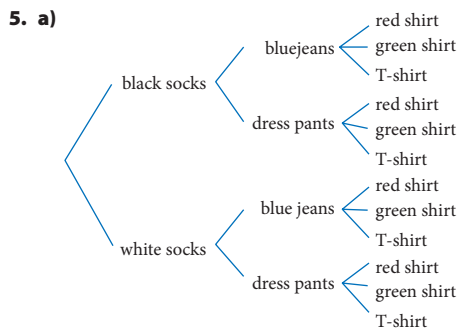 5. a)
red shirt
bluejeans
green shirt
T-shirt
black socks
red shirt
dress pants
green shirt
T-shirt
red shirt
blue jeans
green shirt
T-shirt
white socks
red shirt
dress pants
green shirt
T-shirt